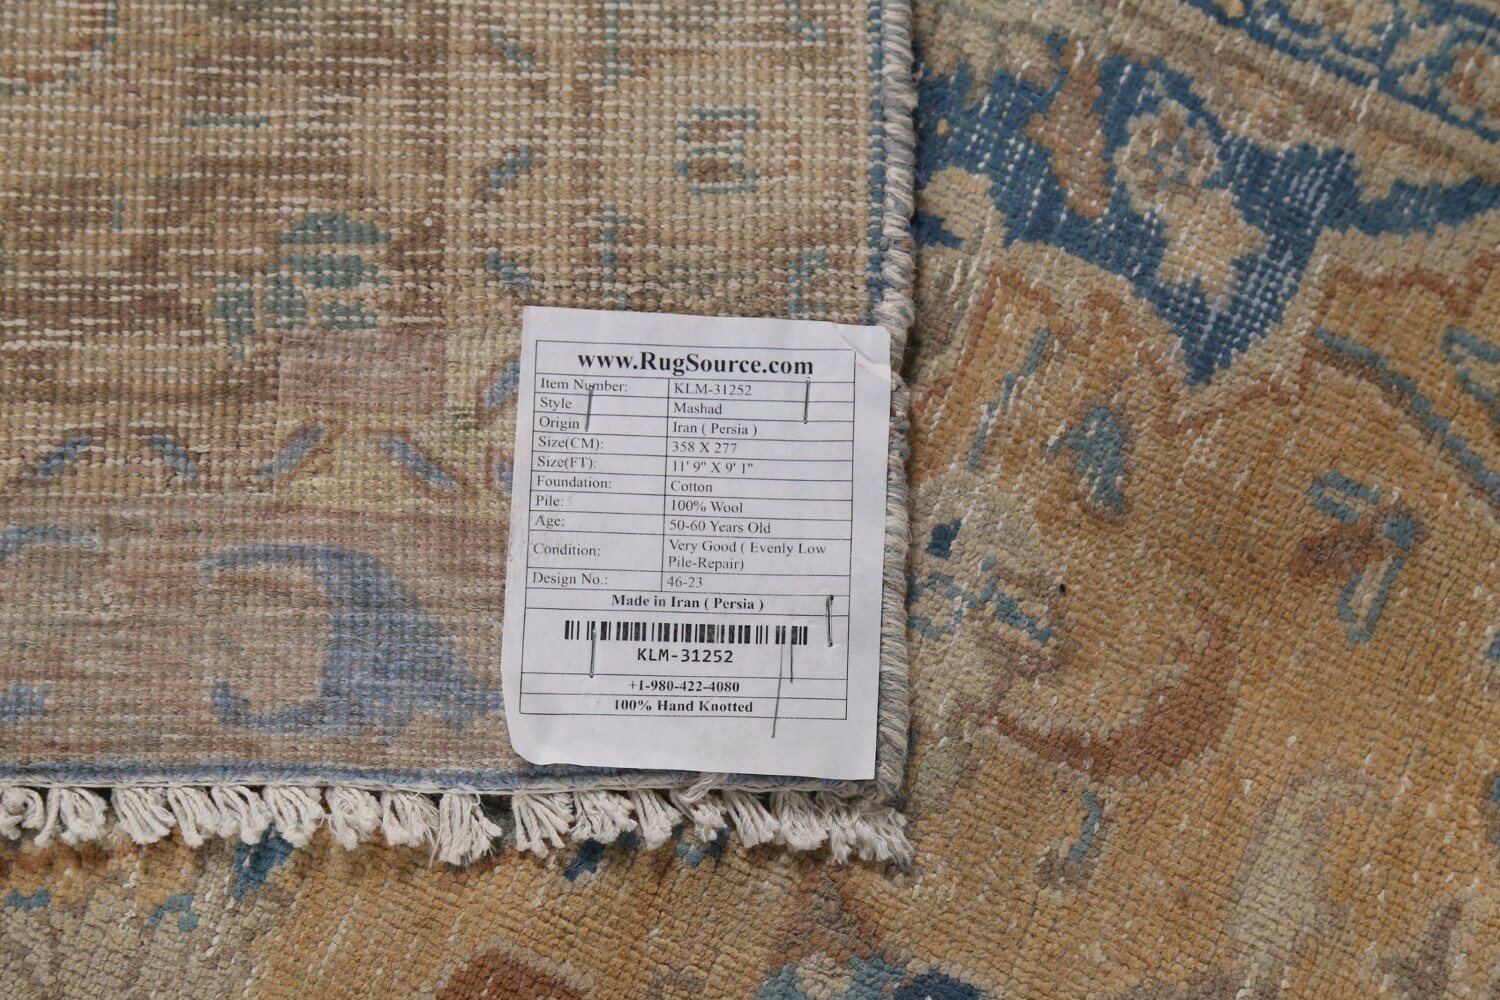 www.RugSource.com
Item Number: KLM-31252
Style Mashad
Origin Iran ( Persia )
Size(CM): 358 X 277
Size(FT): 11' 9" X 9' 1"
Foundation: Cotton
Pile: 100% Wool
Age: 50-60 Years Old
Condition: Very Good ( Evenly Low
Pile-Repair)
Design No.: 46-23
Made in Iran ( Persia )
KLM-31252
+1-980-422-4080
100% Hand Knotted